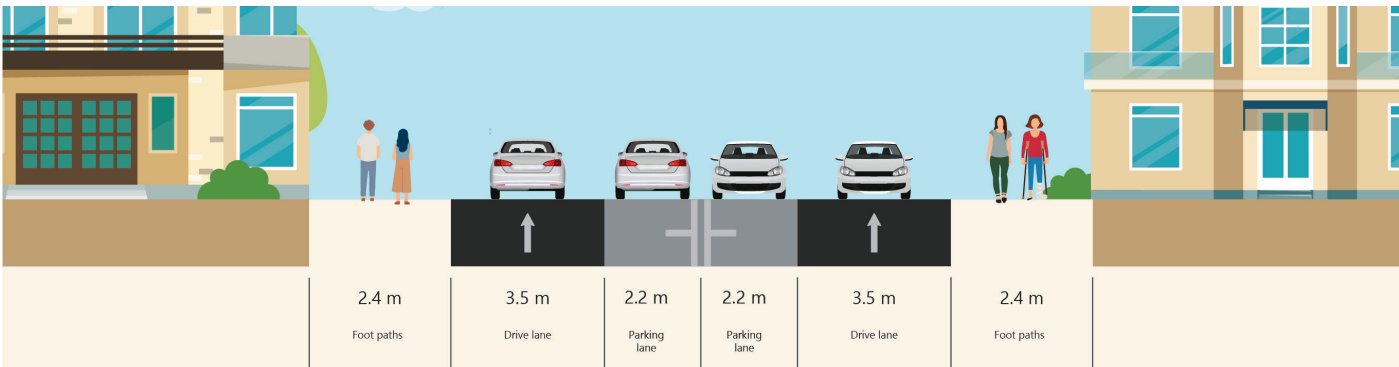 2.4 m
3.5 m
2.2 m
2.2 m
3.5 m
2.4 m
Foot paths
Drive lane
Parking
lane
Parking
lane
Drive lane
Foot paths